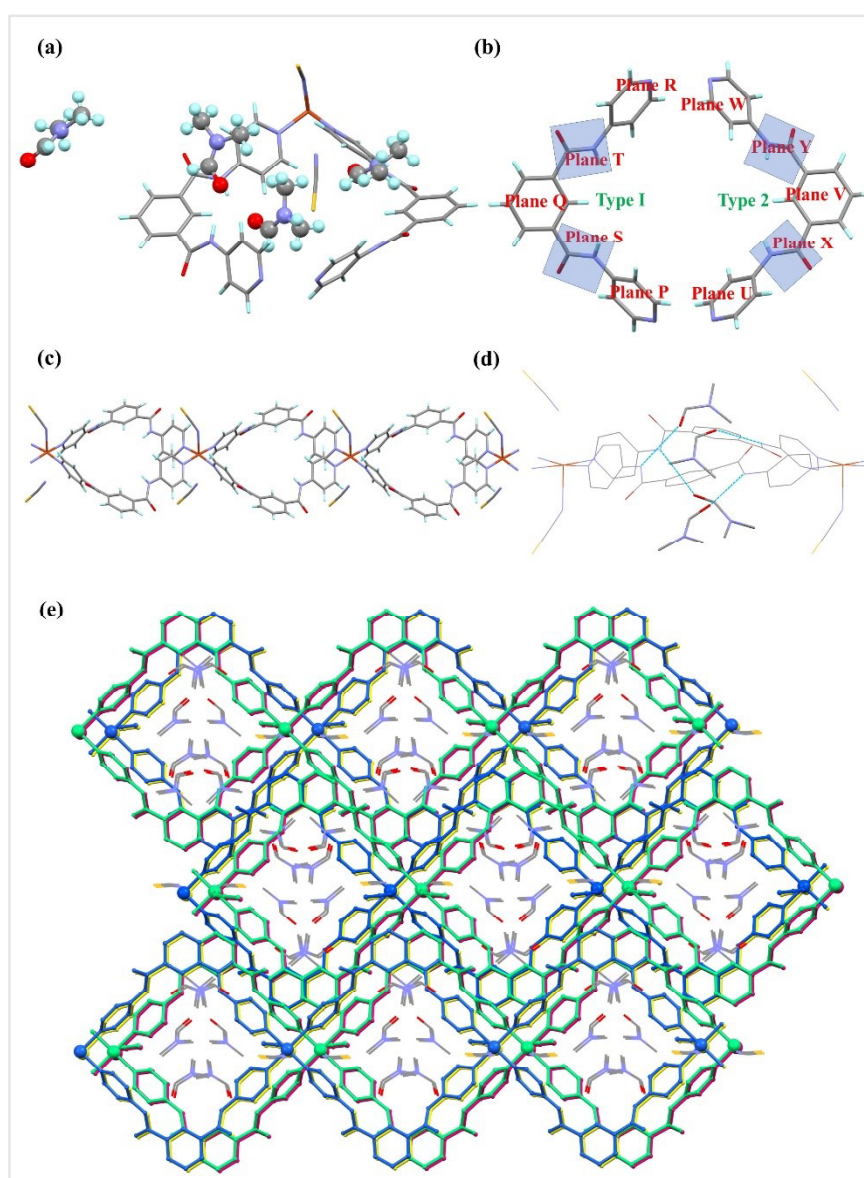 (a)
(b)
Plane R
Plane W
Plane T
Plane Y
Plane Q
Type I
Type 2
Plane V
Plane S
Plane X
Plane P
Plane U
(c)
(d)
(e)